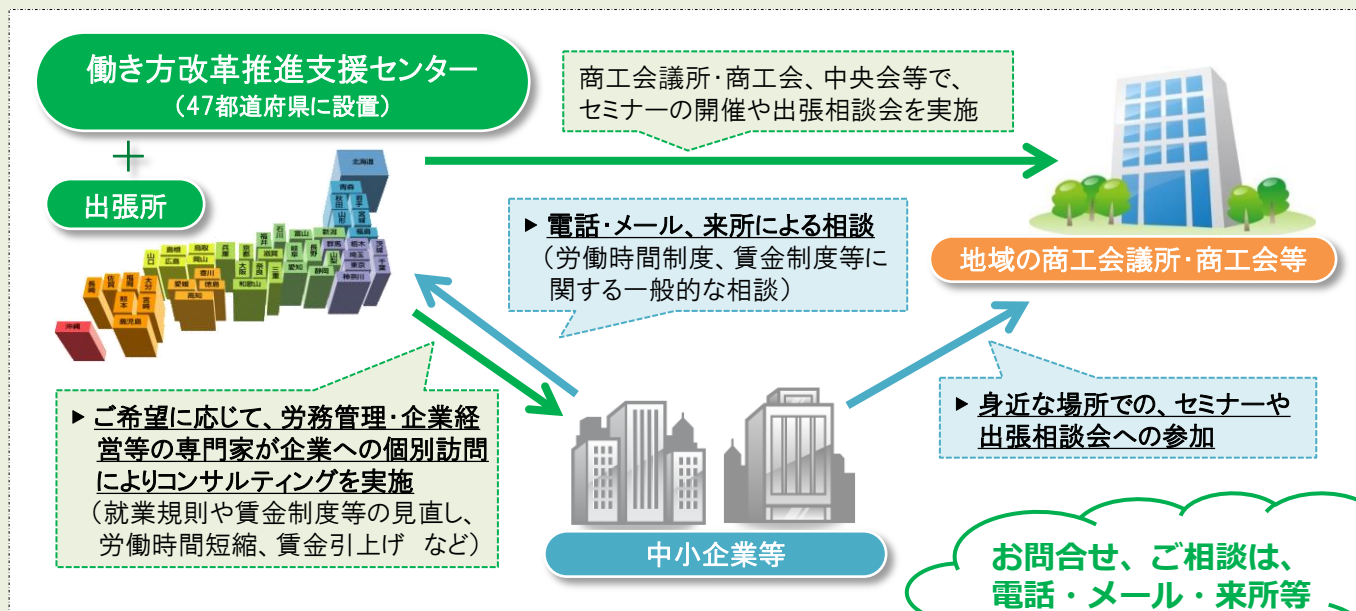 働き方改革推進支援センター
（47都道府県に設置）
＋
出張所
商工会議所・商工会、中央会等で、
セミナーの開催や出張相談会を実施
地域の商工会議所・商工会等
▶ 電話・メール、来所による相談
（労働時間制度、賃金制度等に
関する一般的な相談）
北海道
青森
秋田
岩手
山形
宮城
福島
新潟
富山
石川
福井
群馬
栃木
茨城
埼玉
千葉
東京
神奈川
山梨
長野
岐阜
静岡
愛知
滋賀
三重
京都
奈良
大阪
和歌山
兵庫
鳥取
岡山
島根
広島
山口
香川
徳島
愛媛
高知
福岡
大分
佐賀
長崎
熊本
宮崎
鹿児島
沖縄
▶ ご希望に応じて、労務管理・企業経
営等の専門家が企業への個別訪問
によりコンサルティングを実施
（就業規則や賃金制度等の見直し、
労働時間短縮、賃金引上げ　など）
中小企業等
▶ 身近な場所での、セミナーや
出張相談会への参加
お問合せ、ご相談は、
電話・メール・来所等